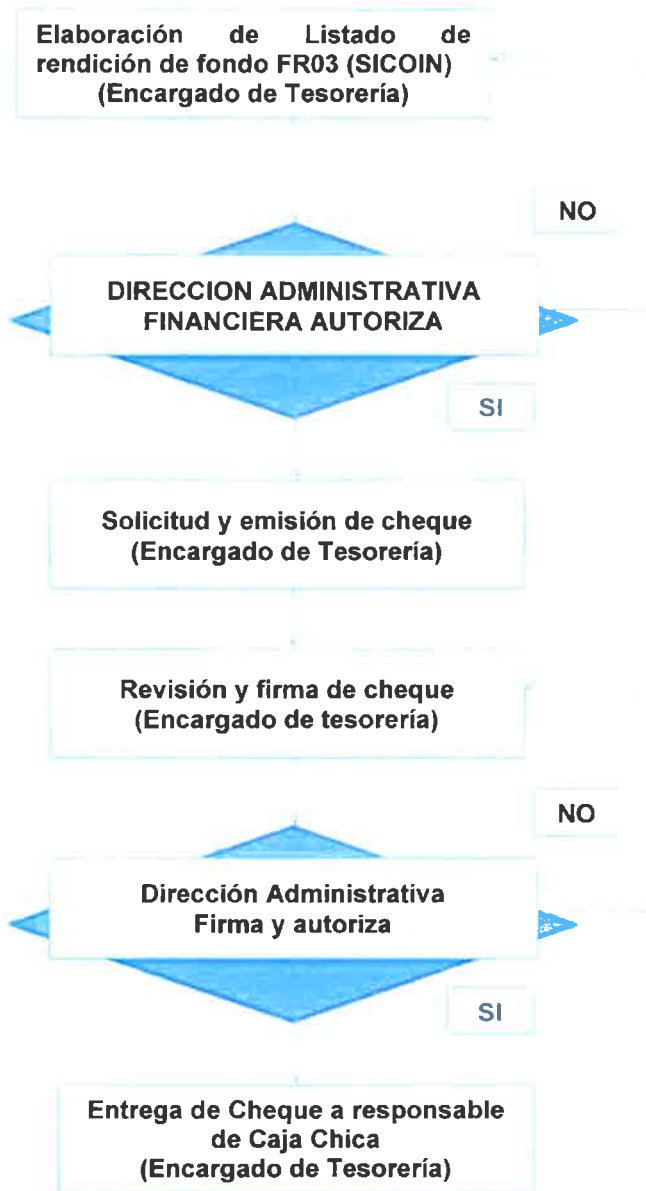 Elaboración de Listado de
rendición de fondo FR03 (SICOIN)
(Encargado de Tesorería)
NO
DIRECCION ADMINISTRATIVA
FINANCIERA AUTORIZA
SI
Solicitud y emisión de cheque
(Encargado de Tesorería)
Revisión y firma de cheque
(Encargado de tesorería)
NO
Dirección Administrativa
Firma y autoriza
SI
Entrega de Cheque a responsable
de Caja Chica
(Encargado de Tesorería)